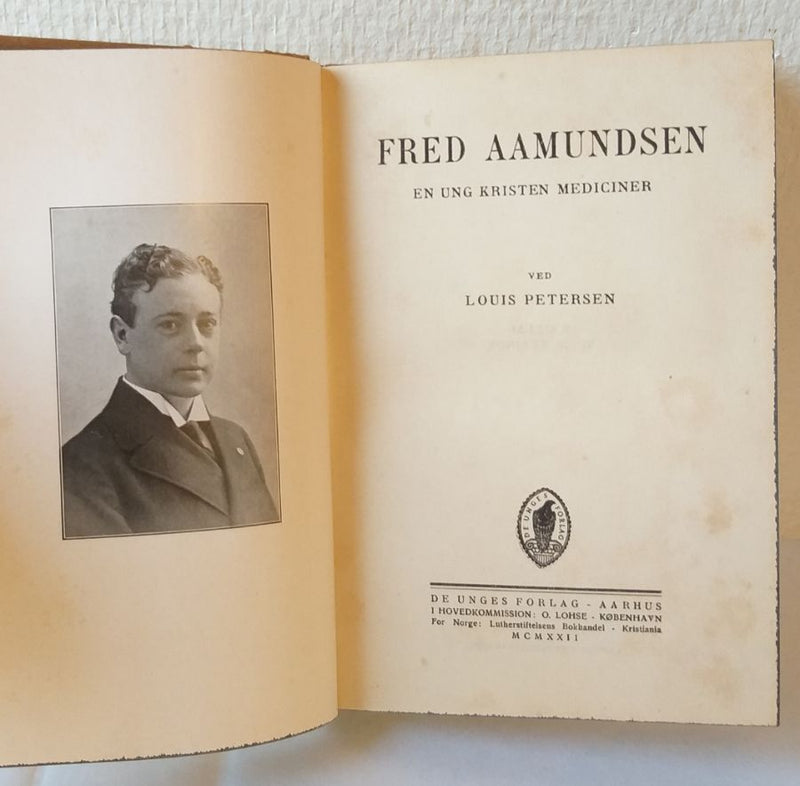 FRED AAMUNDSEN
EN UNG KRISTEN MEDICINER
VED
LOUIS PETERSEN
DE UNGES FORLAG
DE UNGES FORLAG - AARHUS
I HOVEDKOMMISSION: O. LOHSE - KØBENHAVN
For Norge: Lutherstiftelsens Bokhandel - Kristiania
MCMXXII